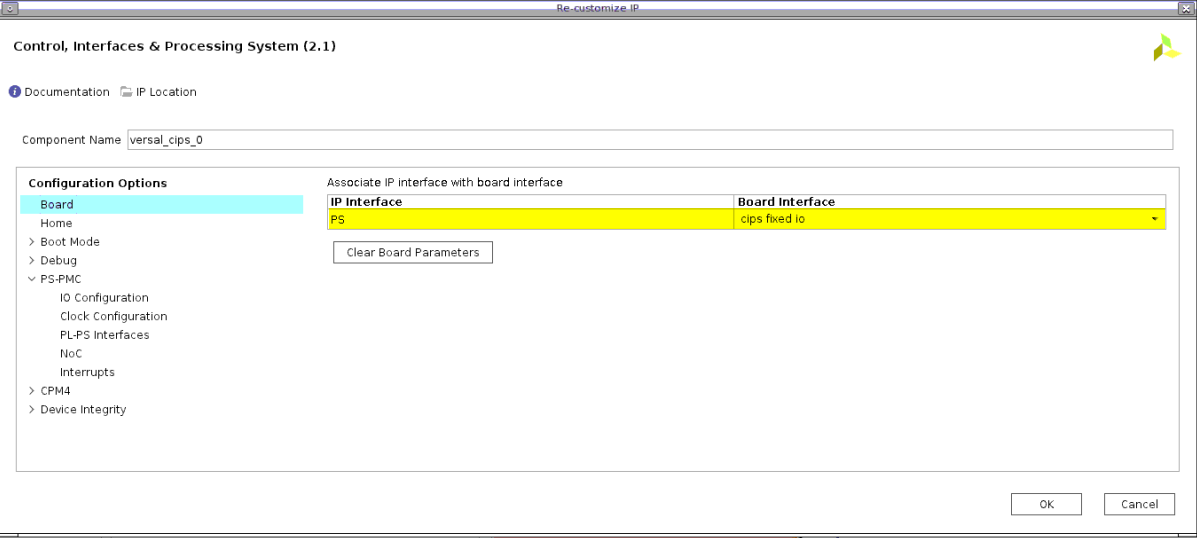 Re-customize IP
Control, Interfaces & Processing System (2.1)
Documentation IP Location
Component Name versal_cips_0
Configuration Options
Board
Home
Boot Mode
Debug
PS-PMC
IO Configuration
Clock Configuration
PL-PS Interfaces
NoC
Interrupts
CPM4
Device Integrity
Associate IP interface with board interface
IP Interface Board Interface
PS cips fixed io
Clear Board Parameters
OK Cancel